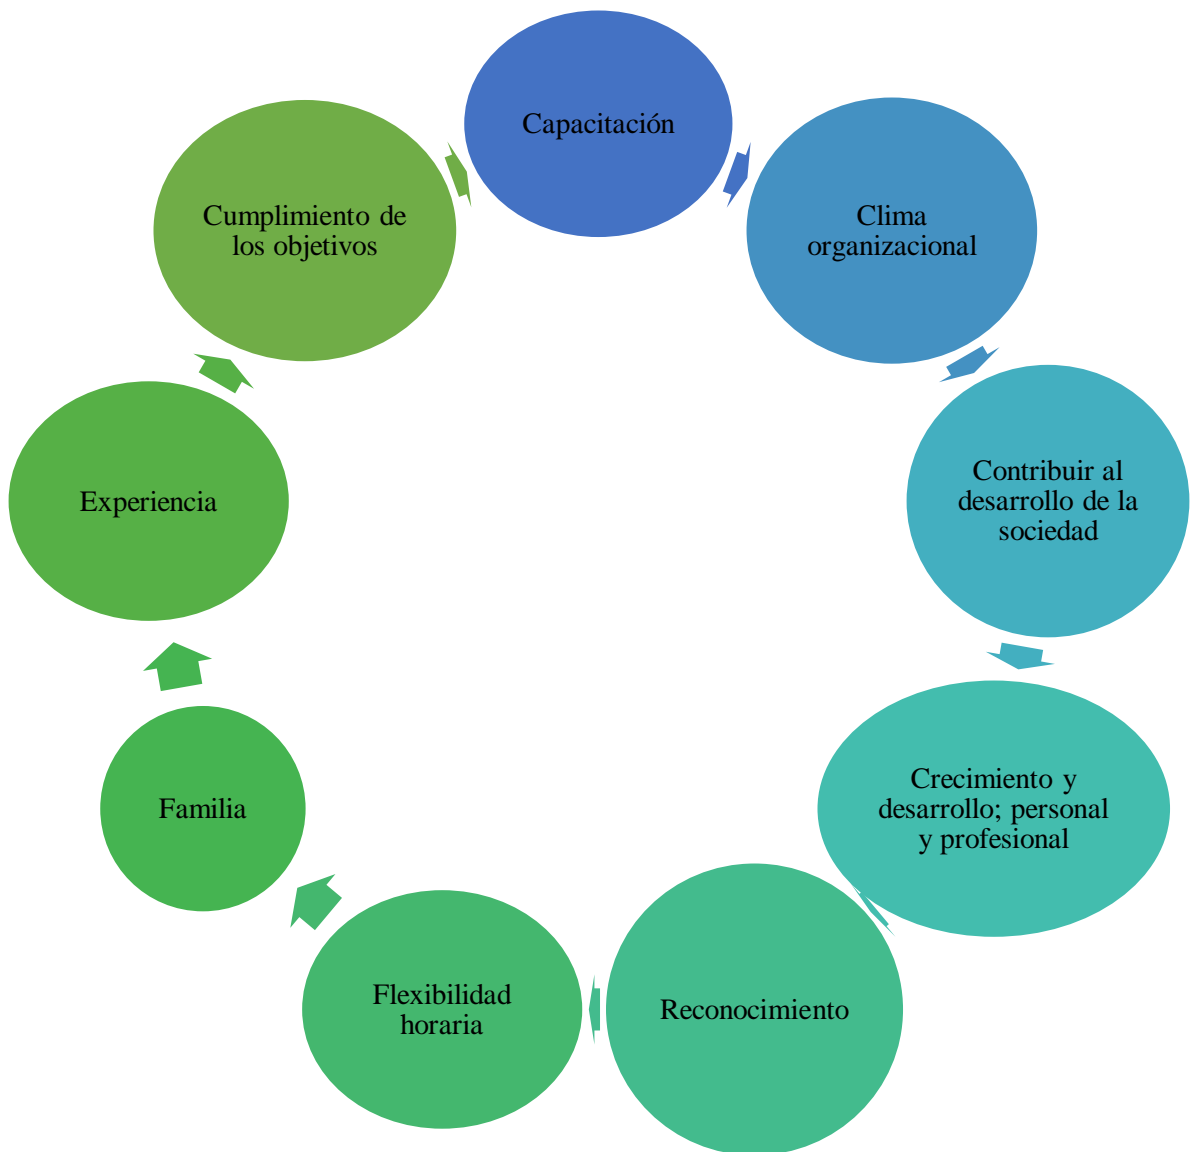 Capacitación
Clima
organizacional
Contribuir al
desarrollo de la
sociedad
Crecimiento y
desarrollo; personal
y profesional
Reconocimiento
Flexibilidad
horaria
Familia
Experiencia
Cumplimiento de
los objetivos